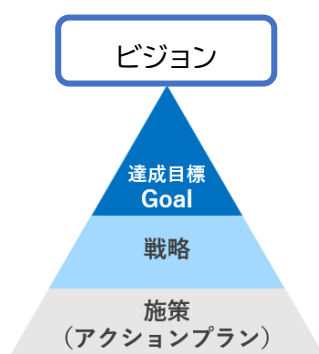 ビジョン
達成目標
Goal
戦略
施策
（アクションプラン）